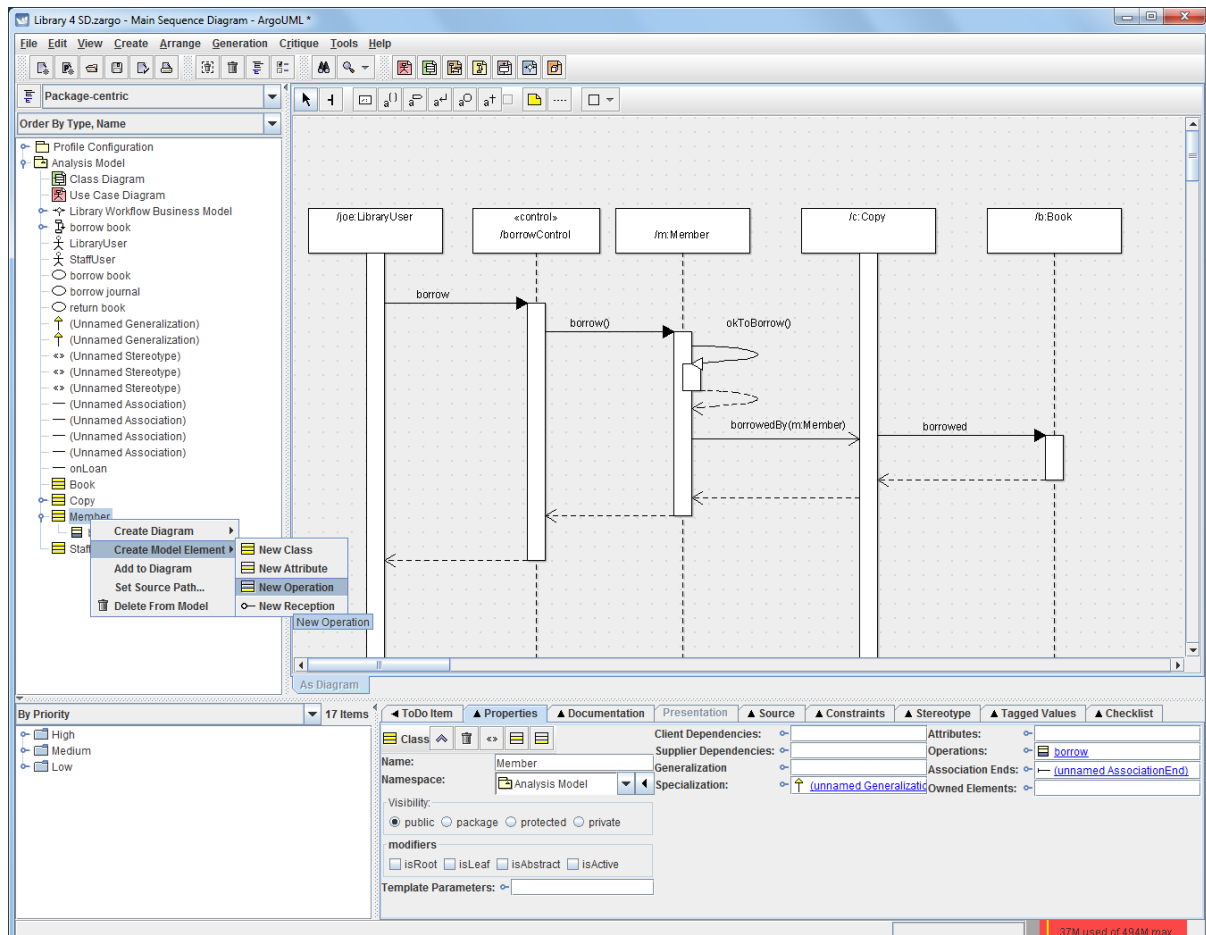 Library 4 SD.zargo - Main Sequence Diagram - ArgoUML *
File Edit View Create Arrange Generation Critique Tools Help
Package-centric
Order By Type, Name
Profile Configuration
Analysis Model
Class Diagram
Use Case Diagram
Library Workflow Business Model
borrow book
LibraryUser
StaffUser
borrow book
borrow journal
return book
(Unnamed Generalization)
(Unnamed Generalization)
«» (Unnamed Stereotype)
«» (Unnamed Stereotype)
«» (Unnamed Stereotype)
(Unnamed Association)
(Unnamed Association)
(Unnamed Association)
(Unnamed Association)
onLoan
Book
Copy
Member
Staff
Create Diagram
Create Model Element
Add to Diagram
Set Source Path...
Delete From Model
New Class
New Attribute
New Operation
New Reception
New Operation
/joe:LibraryUser
«control»
/borrowControl
/m:Member
/c:Copy
/b:Book
borrow
borrow()
okToBorrow()
borrowedBy(m:Member)
borrowed
As Diagram
By Priority
17 Items
High
Medium
Low
ToDo Item Properties Documentation Presentation Source Constraints Stereotype Tagged Values Checklist
Class
Name: Member
Namespace: Analysis Model
Visibility:
public package protected private
modifiers
isRoot isLeaf isAbstract isActive
Template Parameters:
Client Dependencies:
Supplier Dependencies:
Generalization
Specialization: (unnamed Generalizatio
Attributes:
Operations: borrow
Association Ends: (unnamed AssociationEnd)
Owned Elements:
37M used of 494M max